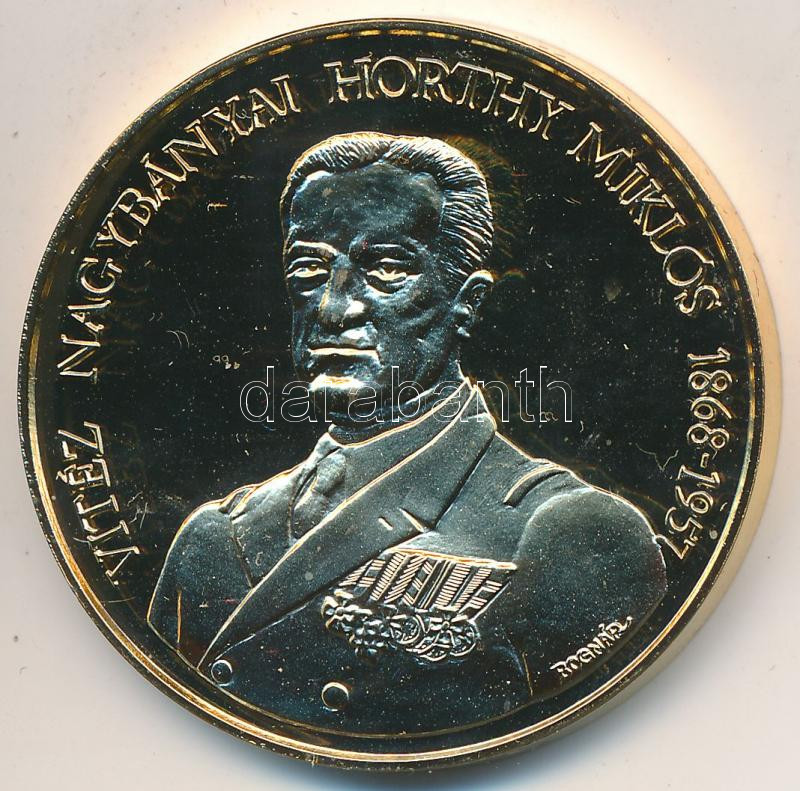 VITÉZ NAGYBÁNYAI HORTHY MIKLÓS 1868-1957
darabanth
BOGNÁR